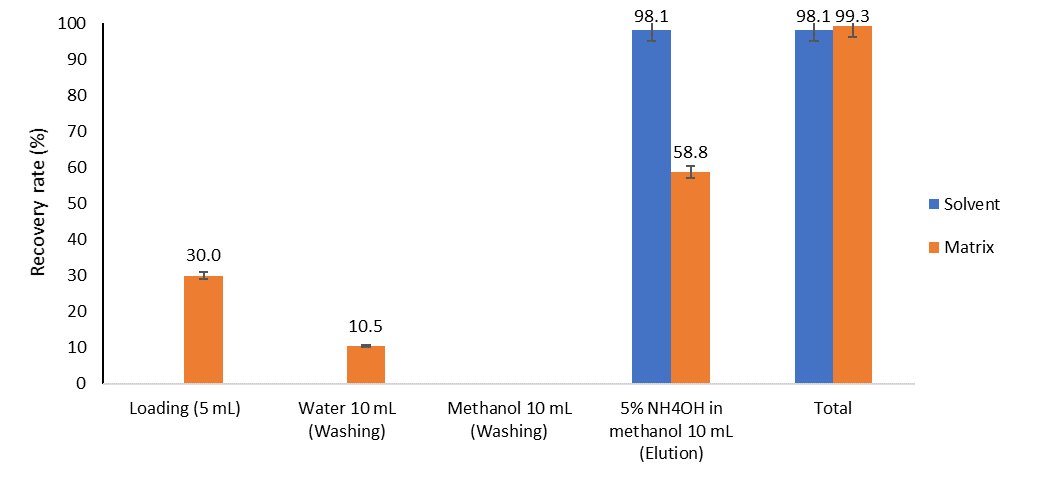 98.1
98.1 99.3
100
90
80
70
60
50
40
30
20
10
0
Recovery rate (%)
58.8
30.0
10.5
Solvent
Matrix
Loading (5 mL)
Water 10 mL
(Washing)
Methanol 10 mL
(Washing)
5% NH4OH in
methanol 10 mL
(Elution)
Total